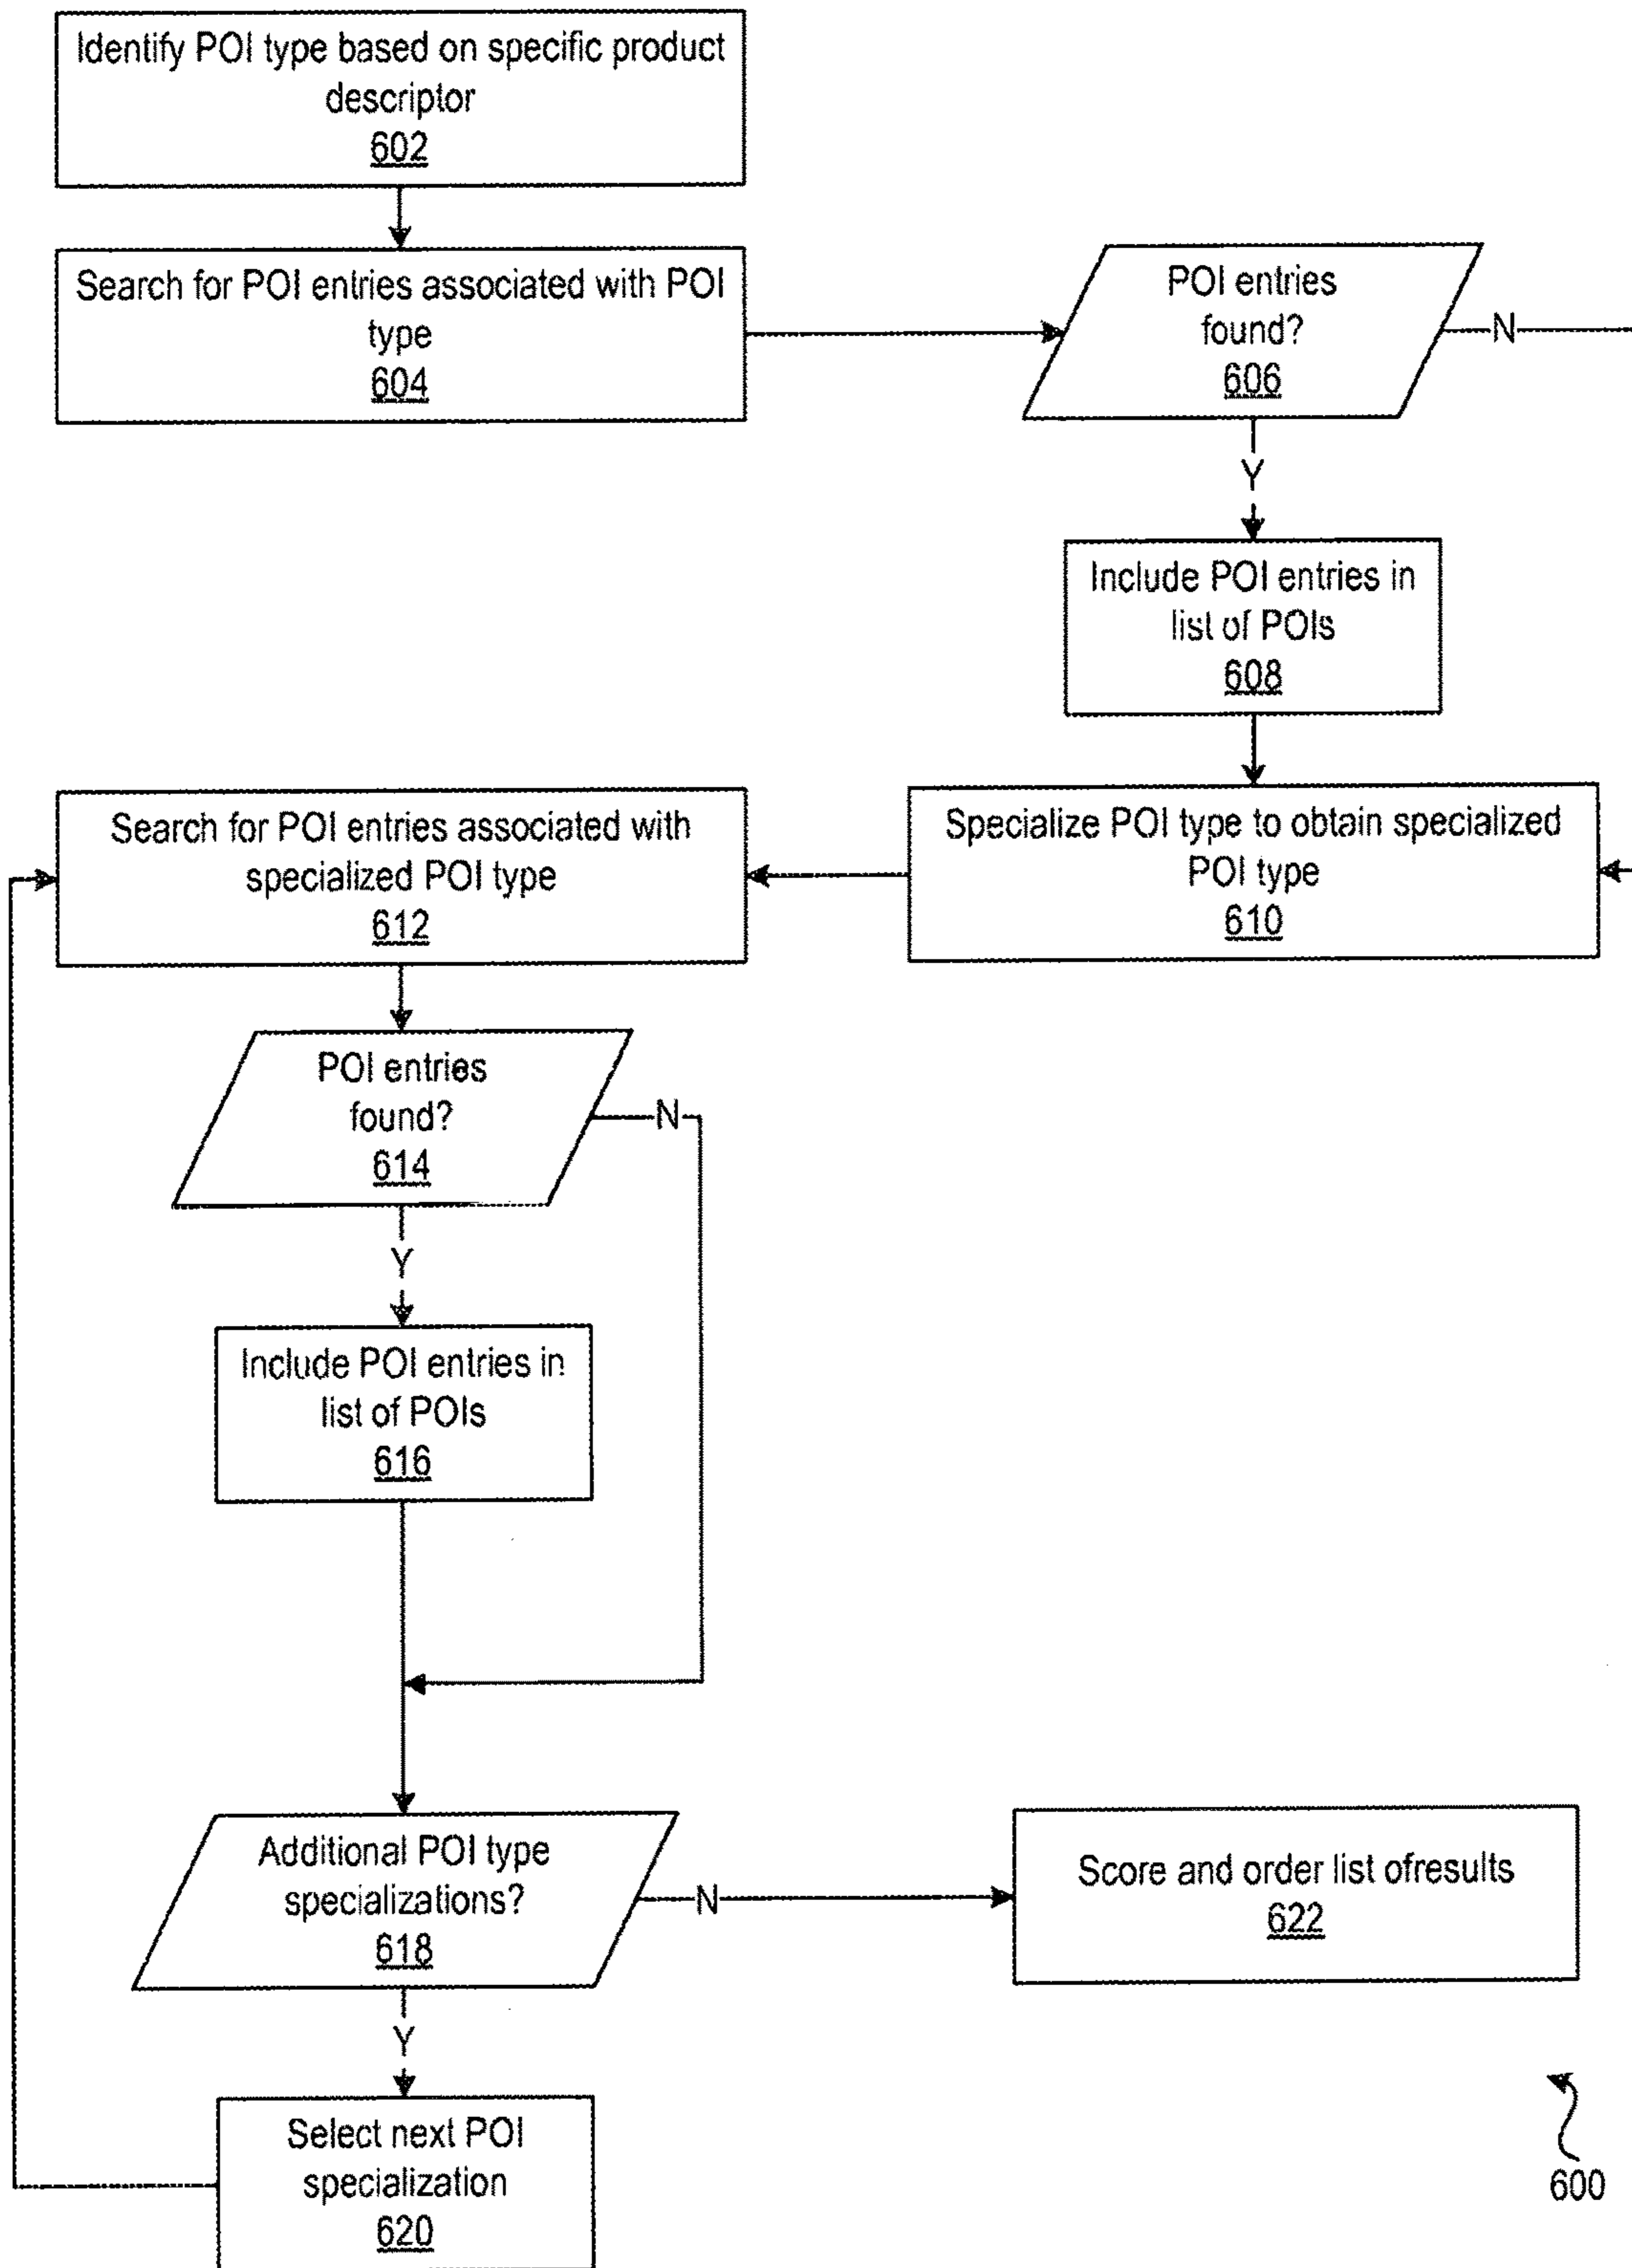 Identify POI type based on specific product
descriptor
602
Search for POI entries associated with POI
type
604
POI entries
found?
606
N
Y
Include POI entries in
list of POIs
608
Specialize POI type to obtain specialized
POI type
610
Search for POI entries associated with
specialized POI type
612
POI entries
found?
614
N
Y
Include POI entries in
list of POIs
616
Additional POI type
specializations?
618
N
Score and order list ofresults
622
Y
Select next POI
specialization
620
600